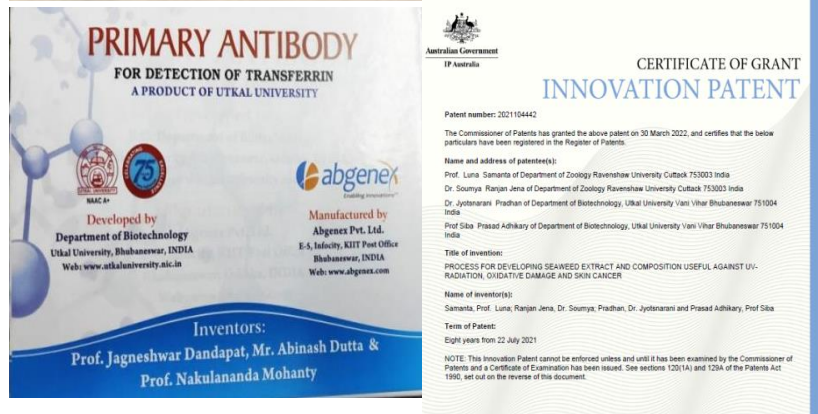 PRIMARY ANTIBODY
FOR DETECTION OF TRANSFERRIN
A PRODUCT OF UTKAL UNIVERSITY
75
NAAC A+
Developed by
Department of Biotechnology
Utkal University, Bhubaneswar, INDIA
Web: www.utkaluniversity.nic.in
abgenex
Enabling Innovations
Manufactured by
Abgenex Pvt. Ltd.
E-5, Infocity, KIIT Post Office
Bhubaneswar, INDIA
Web: www.abgenex.com
Inventors:
Prof. Jagneshwar Dandapat, Mr. Abinash Dutta &
Prof. Nakulananda Mohanty
Australian Government
IP Australia
CERTIFICATE OF GRANT
INNOVATION PATENT
Patent number: 2021104442
The Commissioner of Patents has granted the above patent on 30 March 2022, and certifies that the below
particulars have been registered in the Register of Patents.
Name and address of patentee(s):
Prof. Luna Samanta of Department of Zoology Ravenshaw University Cuttack 753003 India
Dr. Soumya Ranjan Jena of Department of Zoology Ravenshaw University Cuttack 753003 India
Dr. Jyotsnarani Pradhan of Department of Biotechnology, Utkal University Vani Vihar Bhubaneswar 751004
India
Prof Siba Prasad Adhikary of Department of Biotechnology, Utkal University Vani Vihar Bhubaneswar 751004
India
Title of invention:
PROCESS FOR DEVELOPING SEAWEED EXTRACT AND COMPOSITION USEFUL AGAINST UV-
RADIATION, OXIDATIVE DAMAGE AND SKIN CANCER
Name of inventor(s):
Samanta, Prof. Luna; Ranjan Jena, Dr. Soumya; Pradhan, Dr. Jyotsnarani and Prasad Adhikary, Prof Siba
Term of Patent:
Eight years from 22 July 2021
NOTE: This Innovation Patent cannot be enforced unless and until it has been examined by the Commissioner of
Patents and a Certificate of Examination has been issued. See sections 120(1A) and 129A of the Patents Act
1990, set out on the reverse of this document.